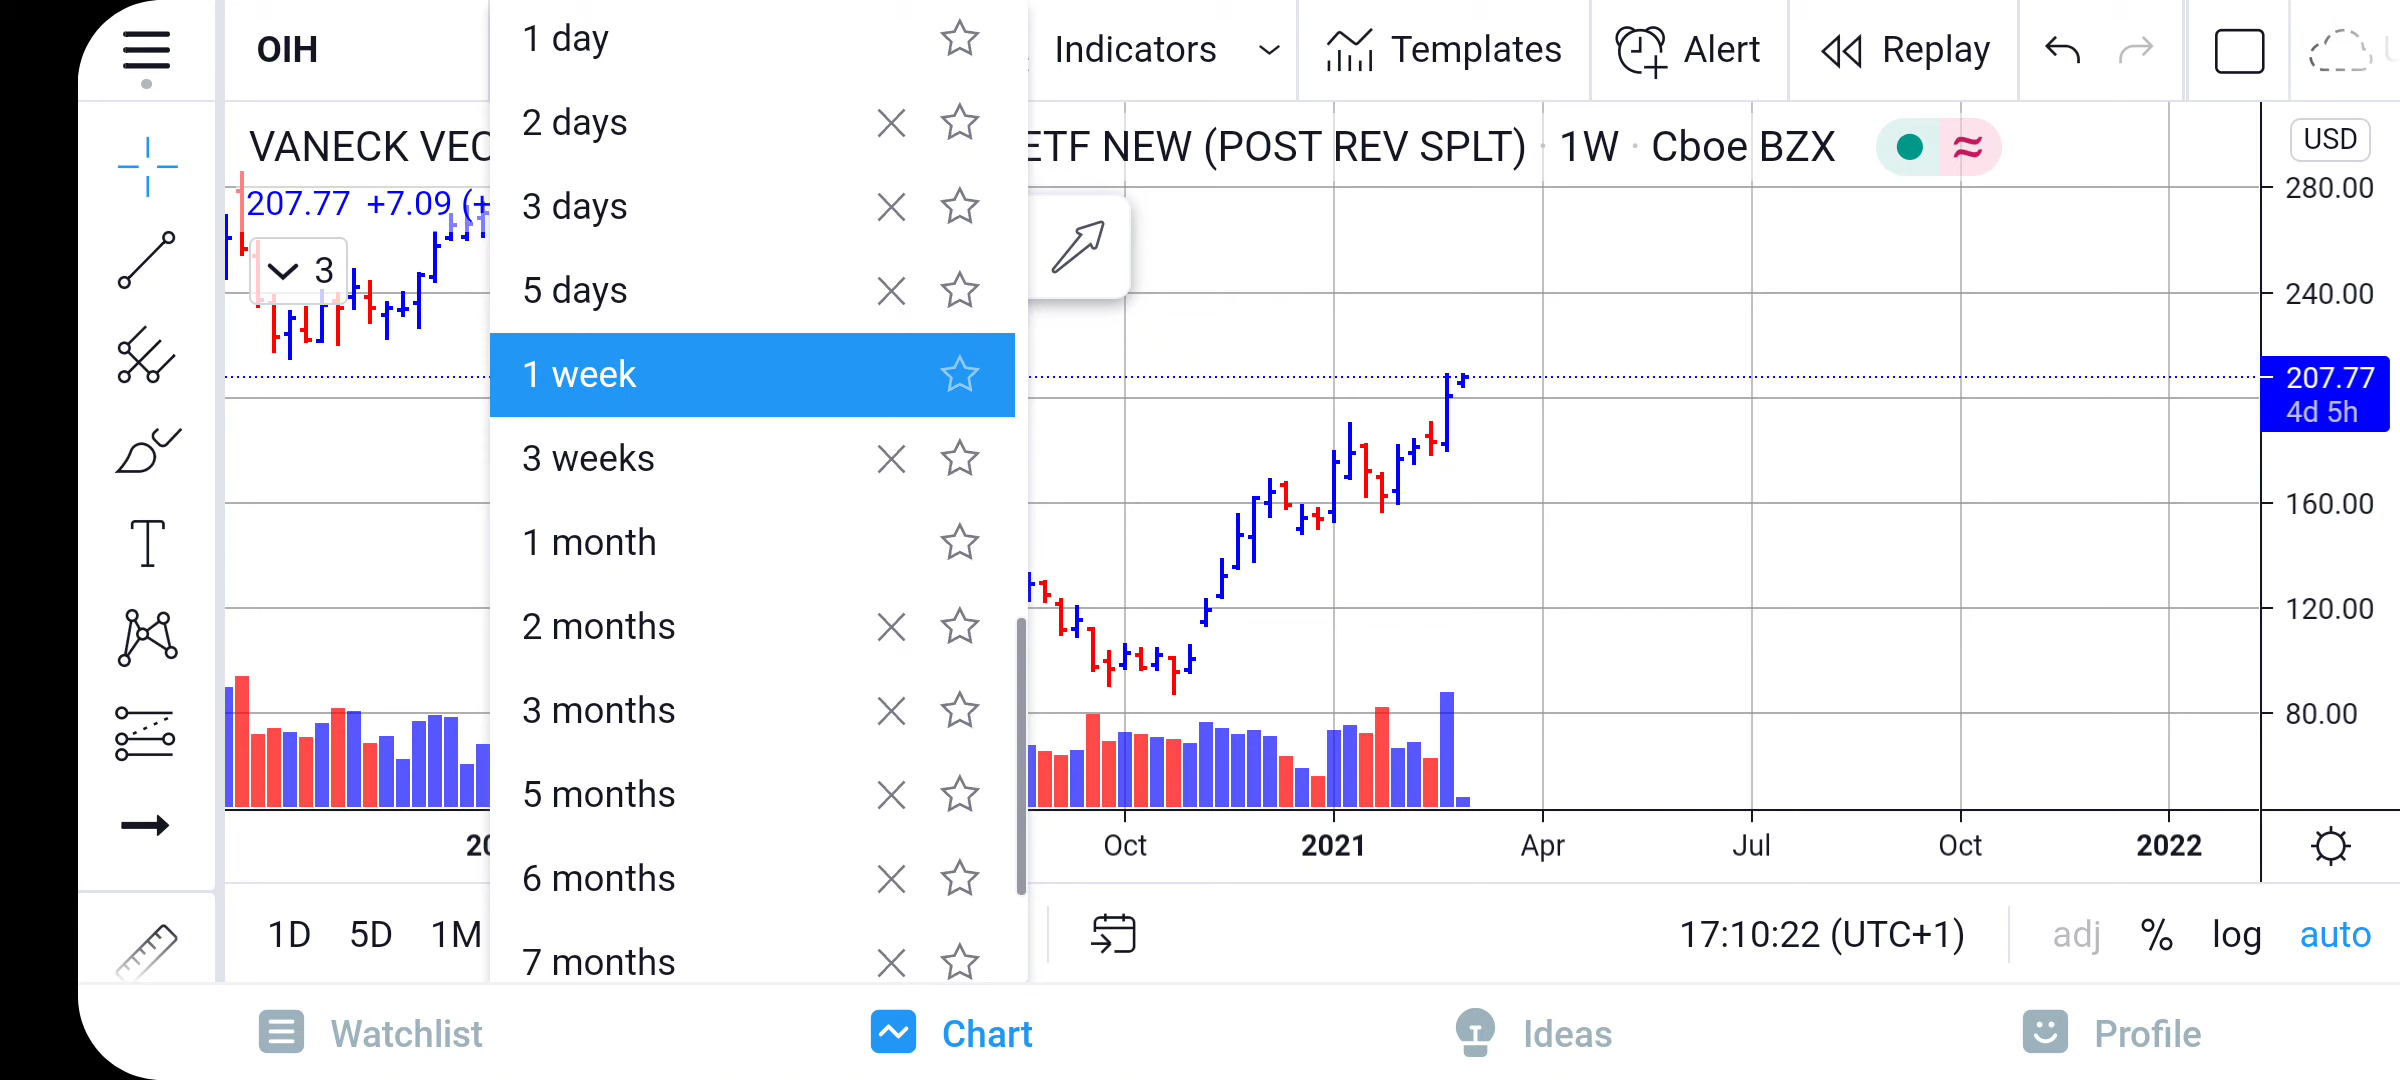 OIH
Indicators
Templates
Alert
Replay
VANECK VEC
ETF NEW (POST REV SPLT) · 1W · Cboe BZX
USD
207.77 +7.09 (+
3
1 day
2 days
3 days
5 days
1 week
3 weeks
1 month
2 months
3 months
5 months
6 months
7 months
280.00
240.00
207.77
4d 5h
160.00
120.00
80.00
20
Oct
2021
Apr
Jul
Oct
2022
1D 5D 1M
17:10:22 (UTC+1)
adj % log auto
Watchlist
Chart
Ideas
Profile